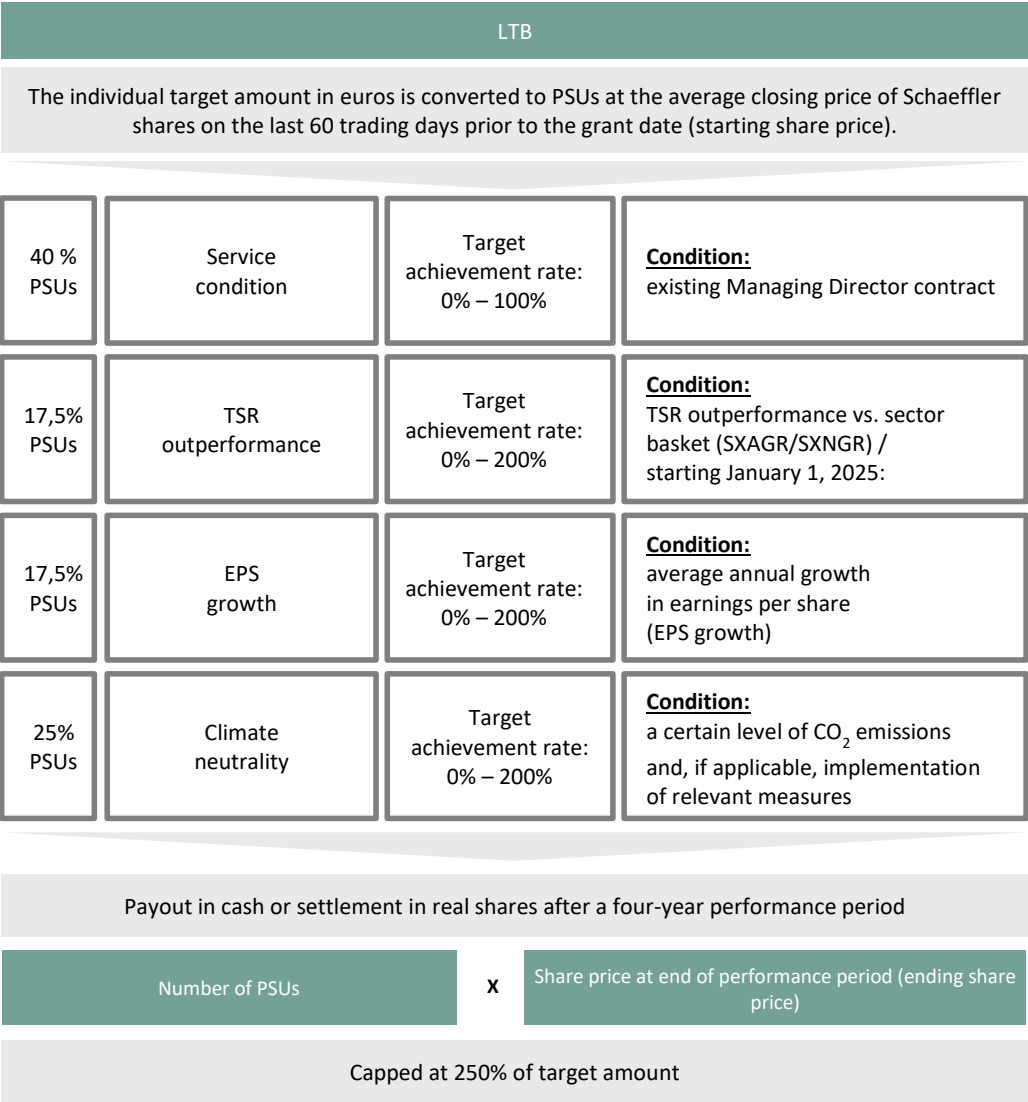 LTB
The individual target amount in euros is converted to PSUs at the average closing price of Schaeffler
shares on the last 60 trading days prior to the grant date (starting share price).
40 %
PSUs
Service
condition
Target
achievement rate:
0% – 100%
Condition:
existing Managing Director contract
17,5%
PSUs
TSR
outperformance
Target
achievement rate:
0% – 200%
Condition:
TSR outperformance vs. sector
basket (SXAGR/SXNGR) /
starting January 1, 2025:
17,5%
PSUs
EPS
growth
Target
achievement rate:
0% – 200%
Condition:
average annual growth
in earnings per share
(EPS growth)
25%
PSUs
Climate
neutrality
Target
achievement rate:
0% – 200%
Condition:
a certain level of CO₂ emissions
and, if applicable, implementation
of relevant measures
Payout in cash or settlement in real shares after a four-year performance period
Number of PSUs
X
Share price at end of performance period (ending share
price)
Capped at 250% of target amount